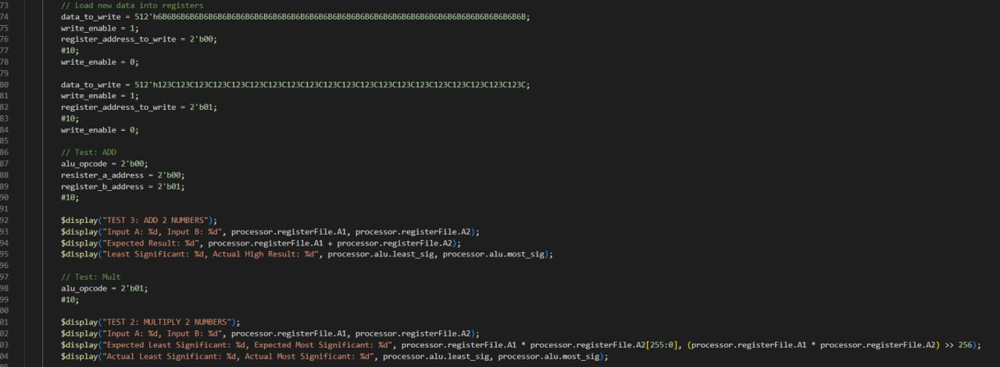 73 // Load new data into registers
74 data_to_write = 512'h6B6B6B6B6B6B6B6B6B6B6B6B6B6B6B6B6B6B6B6B6B6B6B6B6B6B6B6B6B6B6B6B6B6B6B6B6B6B6B6B;
75 write_enable = 1;
76 register_address_to_write = 2'b00;
77 #10;
78 write_enable = 0;
79
80 data_to_write = 512'h123C123C123C123C123C123C123C123C123C123C123C123C123C123C123C123C123C123C123C123C;
81 write_enable = 1;
82 register_address_to_write = 2'b01;
83 #10;
84 write_enable = 0;
85
86 // Test: ADD
87 alu_opcode = 2'b00;
88 resister_a_address = 2'b00;
89 register_b_address = 2'b01;
90 #10;
91
92 $display("TEST 3: ADD 2 NUMBERS");
93 $display("Input A: %d, Input B: %d", processor.registerFile.A1, processor.registerFile.A2);
94 $display("Expected Result: %d", processor.registerFile.A1 + processor.registerFile.A2);
95 $display("Least Significant: %d, Actual High Result: %d", processor.alu.least_sig, processor.alu.most_sig);
96
97 // Test: Mult
98 alu_opcode = 2'b01;
99 #10;
00
01 $display("TEST 2: MULTIPLY 2 NUMBERS");
02 $display("Input A: %d, Input B: %d", processor.registerFile.A1, processor.registerFile.A2);
03 $display("Expected Least Significant: %d, Expected Most Significant: %d", processor.registerFile.A1 * processor.registerFile.A2[255:0], (processor.registerFile.A1 * processor.registerFile.A2) >> 256);
04 $display("Actual Least Significant: %d, Actual Most Significant: %d", processor.alu.least_sig, processor.alu.most_sig);